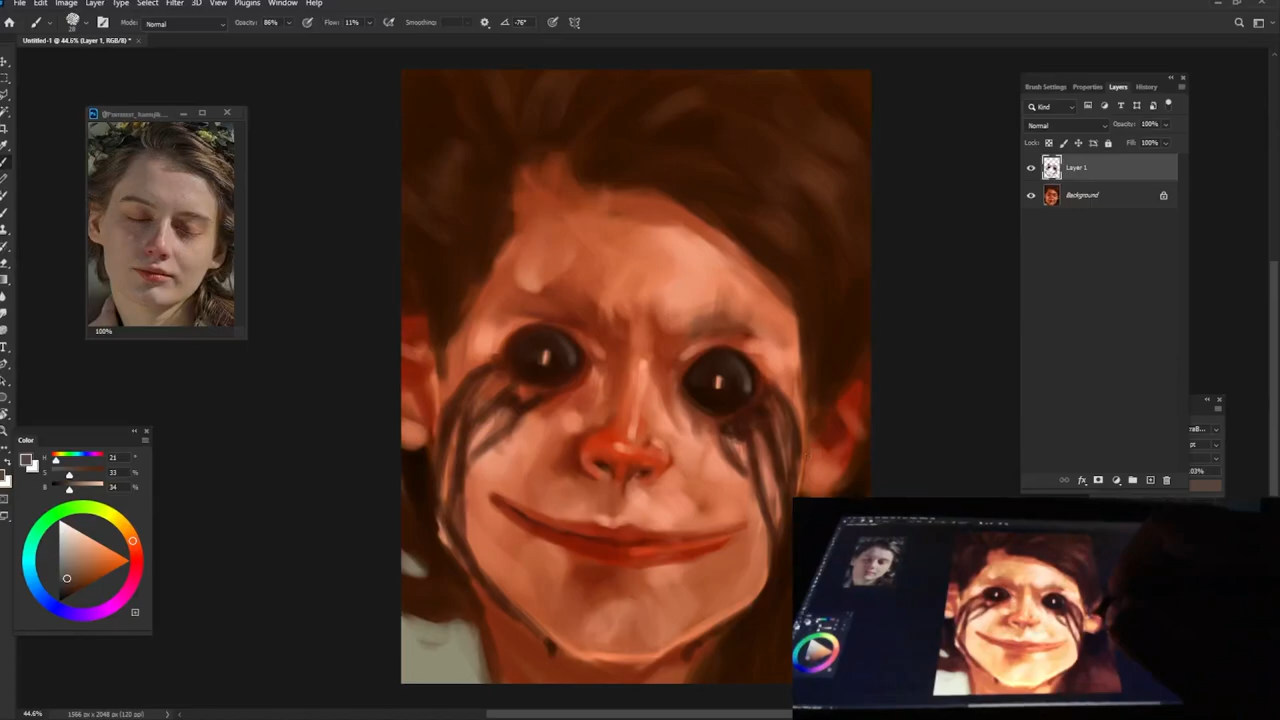 File Edit Image Layer Type Select Filter 3D View Plugins Window Help
Mode: Normal Opacity: 86% Flow: 11% Smoothing: -76°
Untitled-1 @ 44.6% (Layer 1, RGB/8) *
Brush Settings Properties Layers History
Kind
Normal Opacity: 100%
Lock: Fill: 100%
Layer 1
Background
100%
Color
H 21 °
S 33 %
B 34 %
44.6% 1566 px x 2048 px (120 ppi)